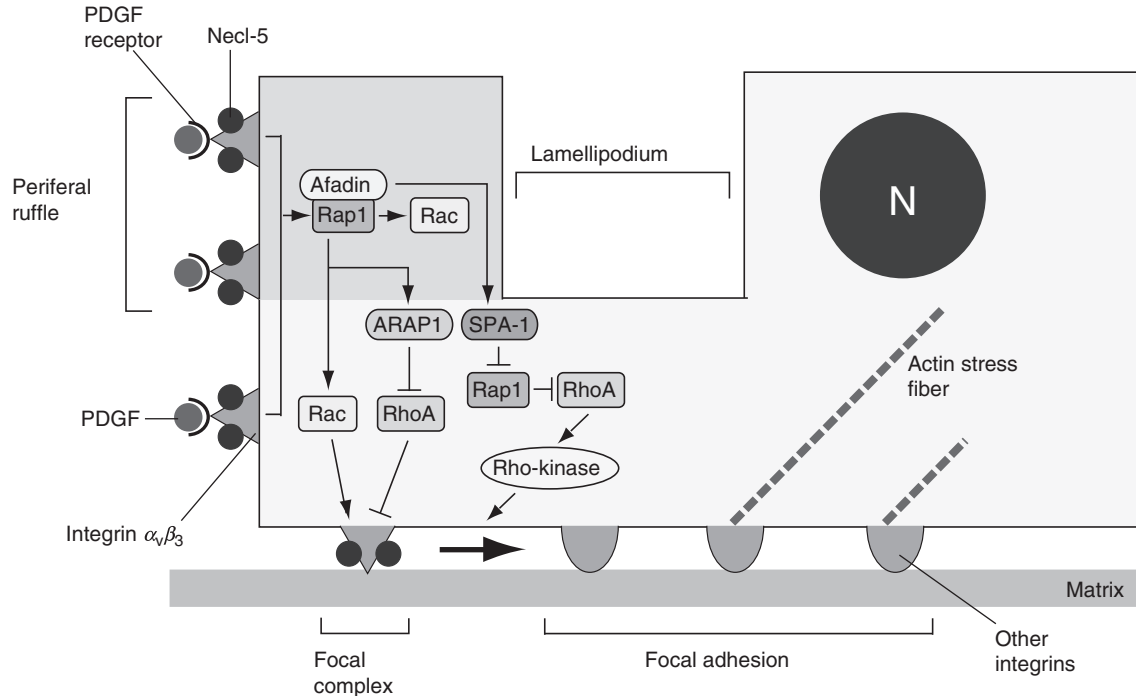 PDGF
receptor
Necl-5
Periferal
ruffle
Lamellipodium
N
Afadin
Rap1
Rac
ARAP1
SPA-1
Rap1
RhoA
Actin stress
fiber
PDGF
Rac
RhoA
Rho-kinase
Integrin αvβ3
Matrix
Focal
complex
Focal adhesion
Other
integrins